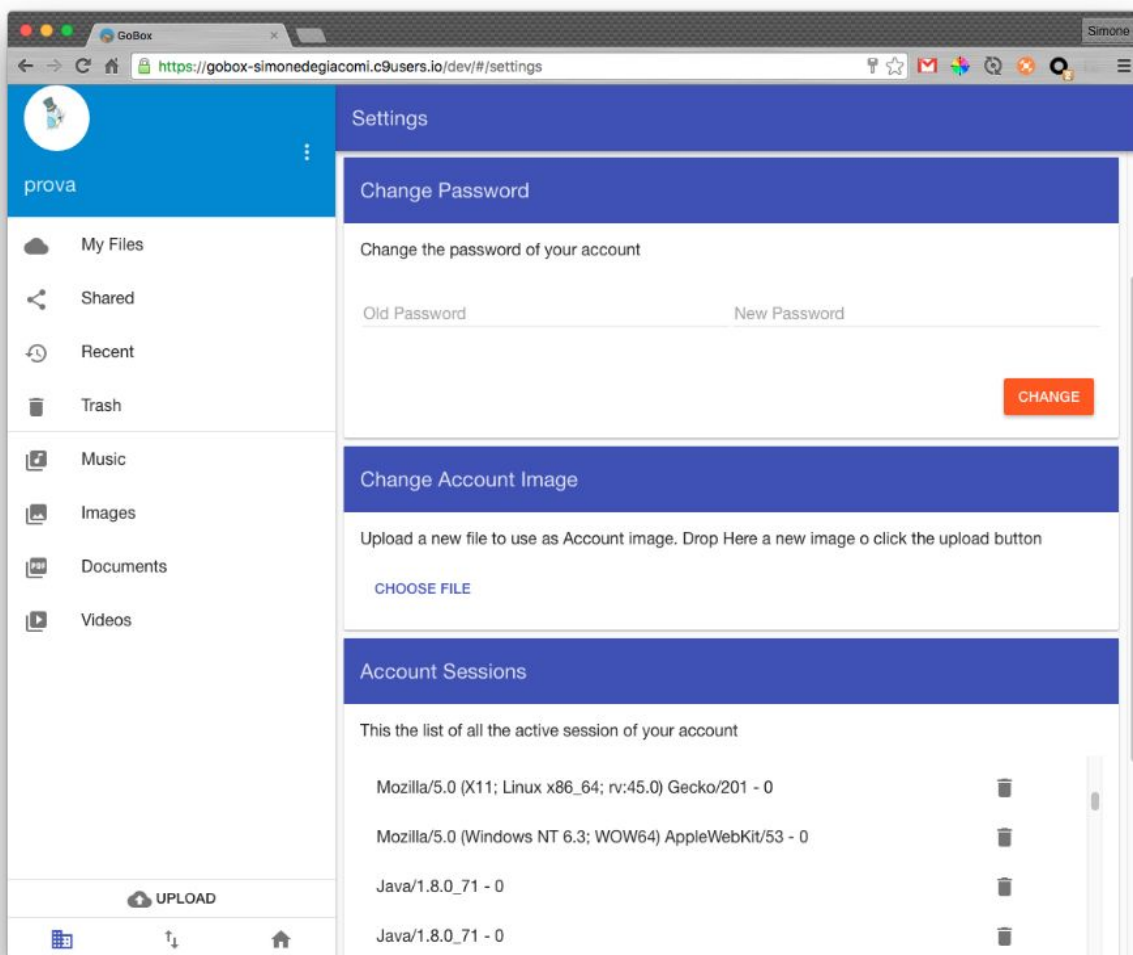 GoBox
Simone
https://gobox-simonedegiacomi.c9users.io/dev/#/settings
prova
My Files
Shared
Recent
Trash
Music
Images
PDF
Documents
Videos
UPLOAD
Settings
Change Password
Change the password of your account
Old Password
New Password
CHANGE
Change Account Image
Upload a new file to use as Account image. Drop Here a new image o click the upload button
CHOOSE FILE
Account Sessions
This the list of all the active session of your account
Mozilla/5.0 (X11; Linux x86_64; rv:45.0) Gecko/201 - 0
Mozilla/5.0 (Windows NT 6.3; WOW64) AppleWebKit/53 - 0
Java/1.8.0_71 - 0
Java/1.8.0_71 - 0